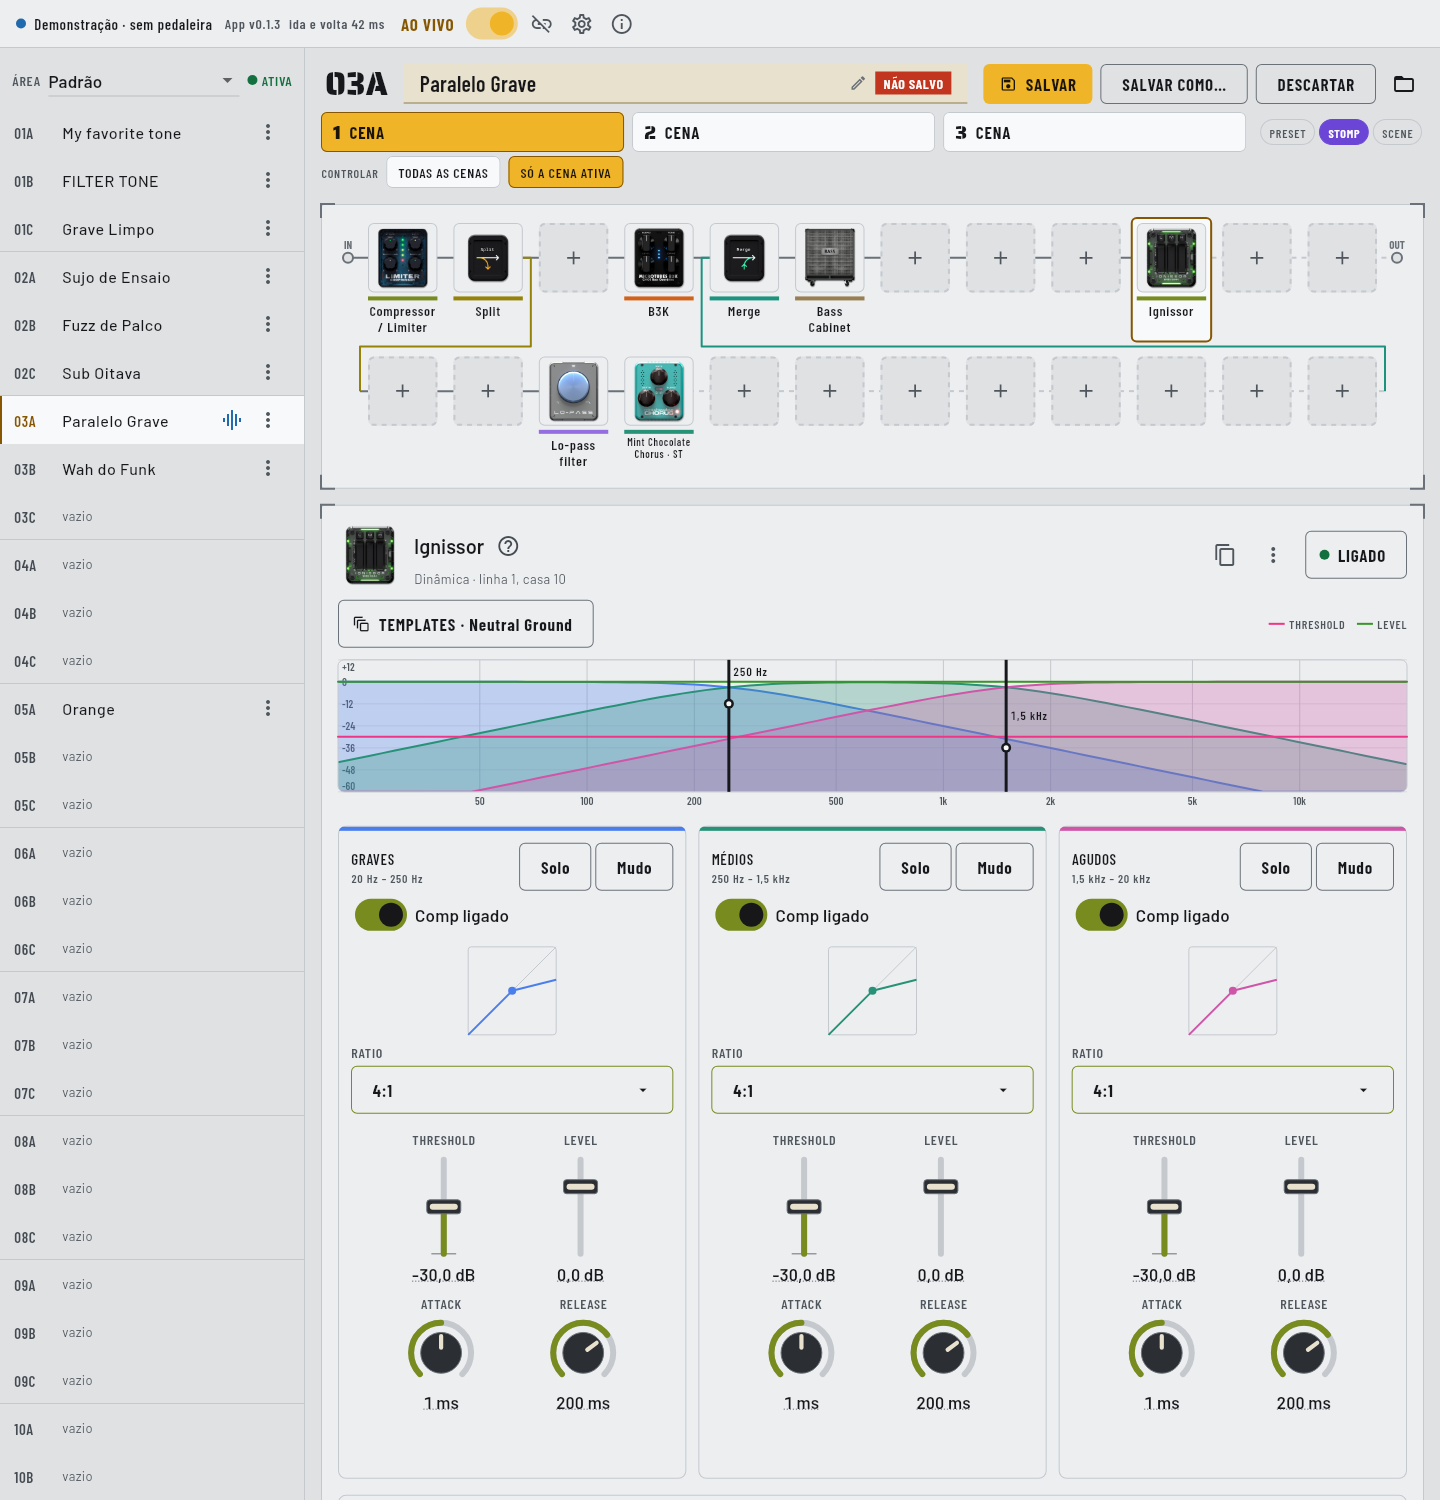 Demonstração · sem pedaleira App v0.1.3 ida e volta 42 ms AO VIVO
ÁREA Padrão ATIVA
01A My favorite tone
01B FILTER TONE
01C Grave Limpo
02A Sujo de Ensaio
02B Fuzz de Palco
02C Sub Oitava
03A Paralelo Grave
03B Wah do Funk
03C vazio
04A vazio
04B vazio
04C vazio
05A Orange
05B vazio
05C vazio
06A vazio
06B vazio
06C vazio
07A vazio
07B vazio
07C vazio
08A vazio
08B vazio
08C vazio
09A vazio
09B vazio
09C vazio
10A vazio
10B vazio
03A Paralelo Grave NÃO SALVO SALVAR SALVAR COMO... DESCARTAR
1 CENA 2 CENA 3 CENA PRESET STOMP SCENE
CONTROLAR TODAS AS CENAS SÓ A CENA ATIVA
IN OUT
LIMITER Split Merge BASS
Compressor / Limiter
Split
B3K
Merge
Bass Cabinet
Ignissor
LO-PASS CHORUS
Lo-pass filter
Mint Chocolate Chorus · ST
Ignissor
Dinâmica · linha 1, casa 10
LIGADO
TEMPLATES · Neutral Ground
THRESHOLD LEVEL
+12
0
-12
-24
-36
-48
-60
250 Hz
1,5 kHz
50 100 200 500 1k 2k 5k 10k
GRAVES
20 Hz – 250 Hz
Solo Mudo
Comp ligado
RATIO
4:1
THRESHOLD LEVEL
-30,0 dB 0,0 dB
ATTACK RELEASE
1 ms 200 ms
MÉDIOS
250 Hz – 1,5 kHz
Solo Mudo
Comp ligado
RATIO
4:1
THRESHOLD LEVEL
-30,0 dB 0,0 dB
ATTACK RELEASE
1 ms 200 ms
AGUDOS
1,5 kHz – 20 kHz
Solo Mudo
Comp ligado
RATIO
4:1
THRESHOLD LEVEL
-30,0 dB 0,0 dB
ATTACK RELEASE
1 ms 200 ms